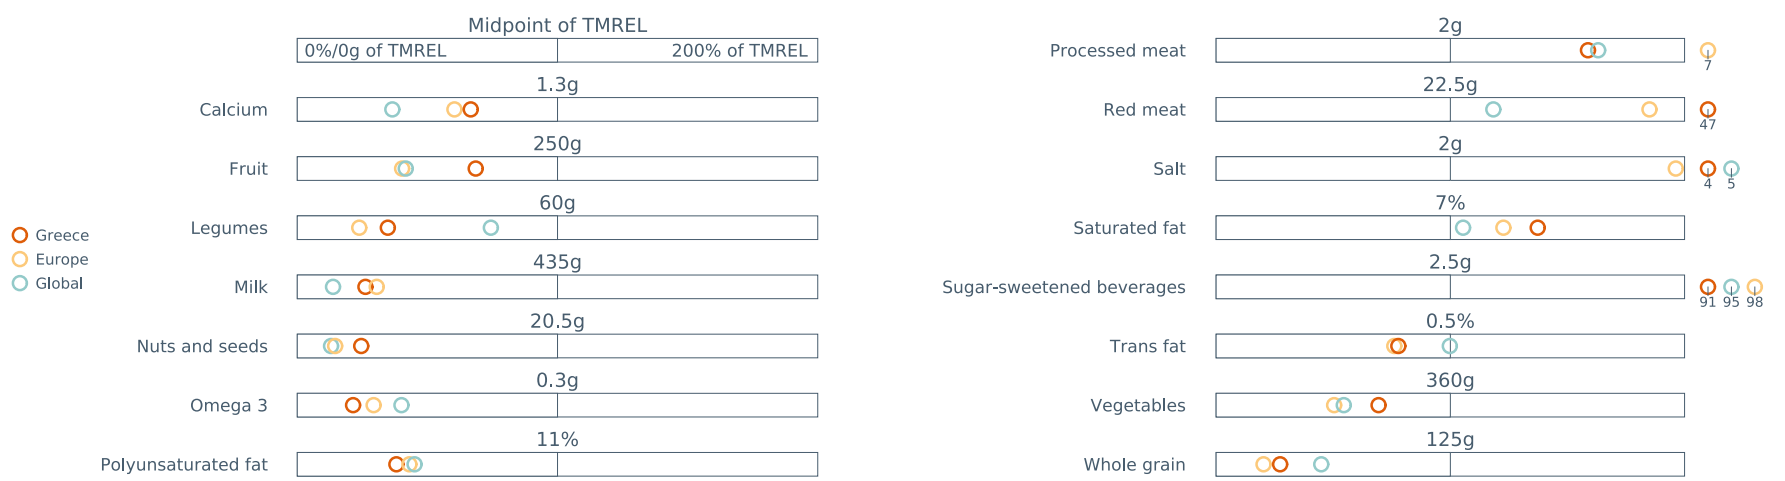 Midpoint of TMREL
0%/0g of TMREL 200% of TMREL
1.3g
Calcium
250g
Fruit
60g
Legumes
435g
Milk
20.5g
Nuts and seeds
0.3g
Omega 3
11%
Polyunsaturated fat
Greece
Europe
Global
2g
Processed meat
7
22.5g
Red meat
47
2g
Salt
4 5
7%
Saturated fat
2.5g
Sugar-sweetened beverages
91 95 98
0.5%
Trans fat
360g
Vegetables
125g
Whole grain